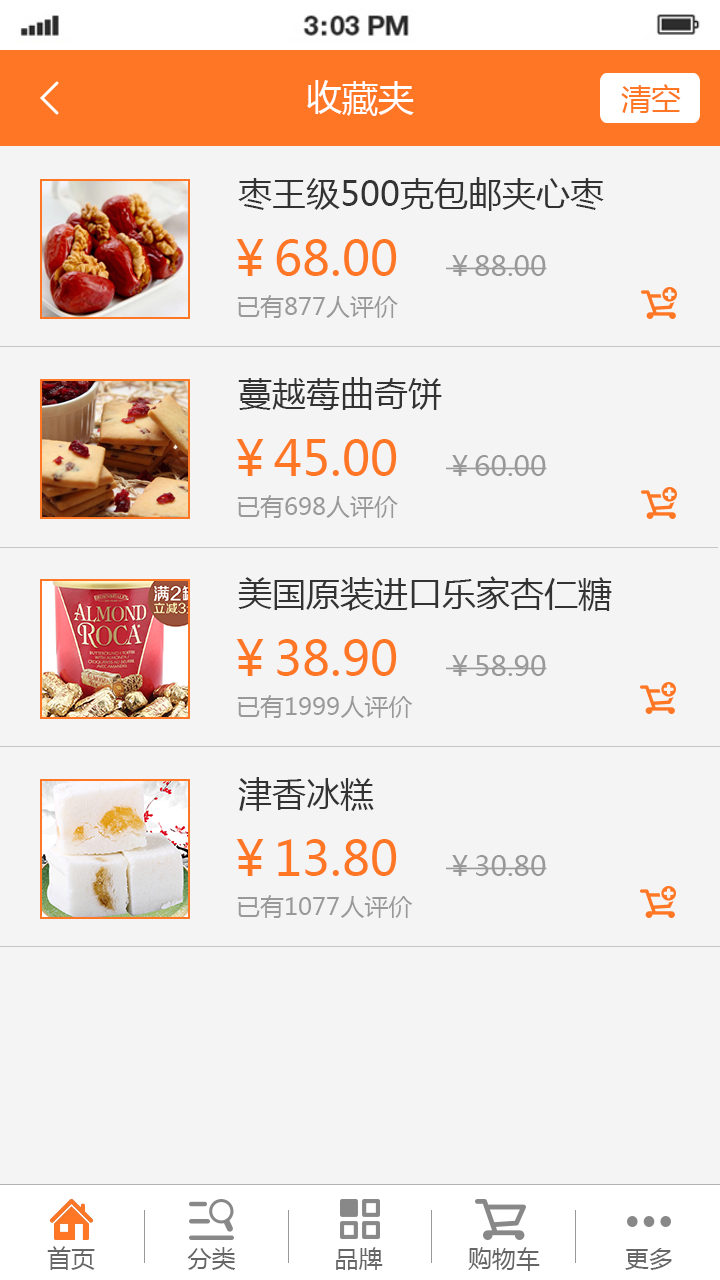 3:03 PM
收藏夹
清空
枣王级500克包邮夹心枣
¥ 68.00 ¥ 88.00
已有877人评价
蔓越莓曲奇饼
¥ 45.00 ¥ 60.00
已有698人评价
满2罐
立减3
ALMOND
ROCA
美国原装进口乐家杏仁糖
¥ 38.90 ¥ 58.90
已有1999人评价
津香冰糕
¥ 13.80 ¥ 30.80
已有1077人评价
首页 分类 品牌 购物车 更多